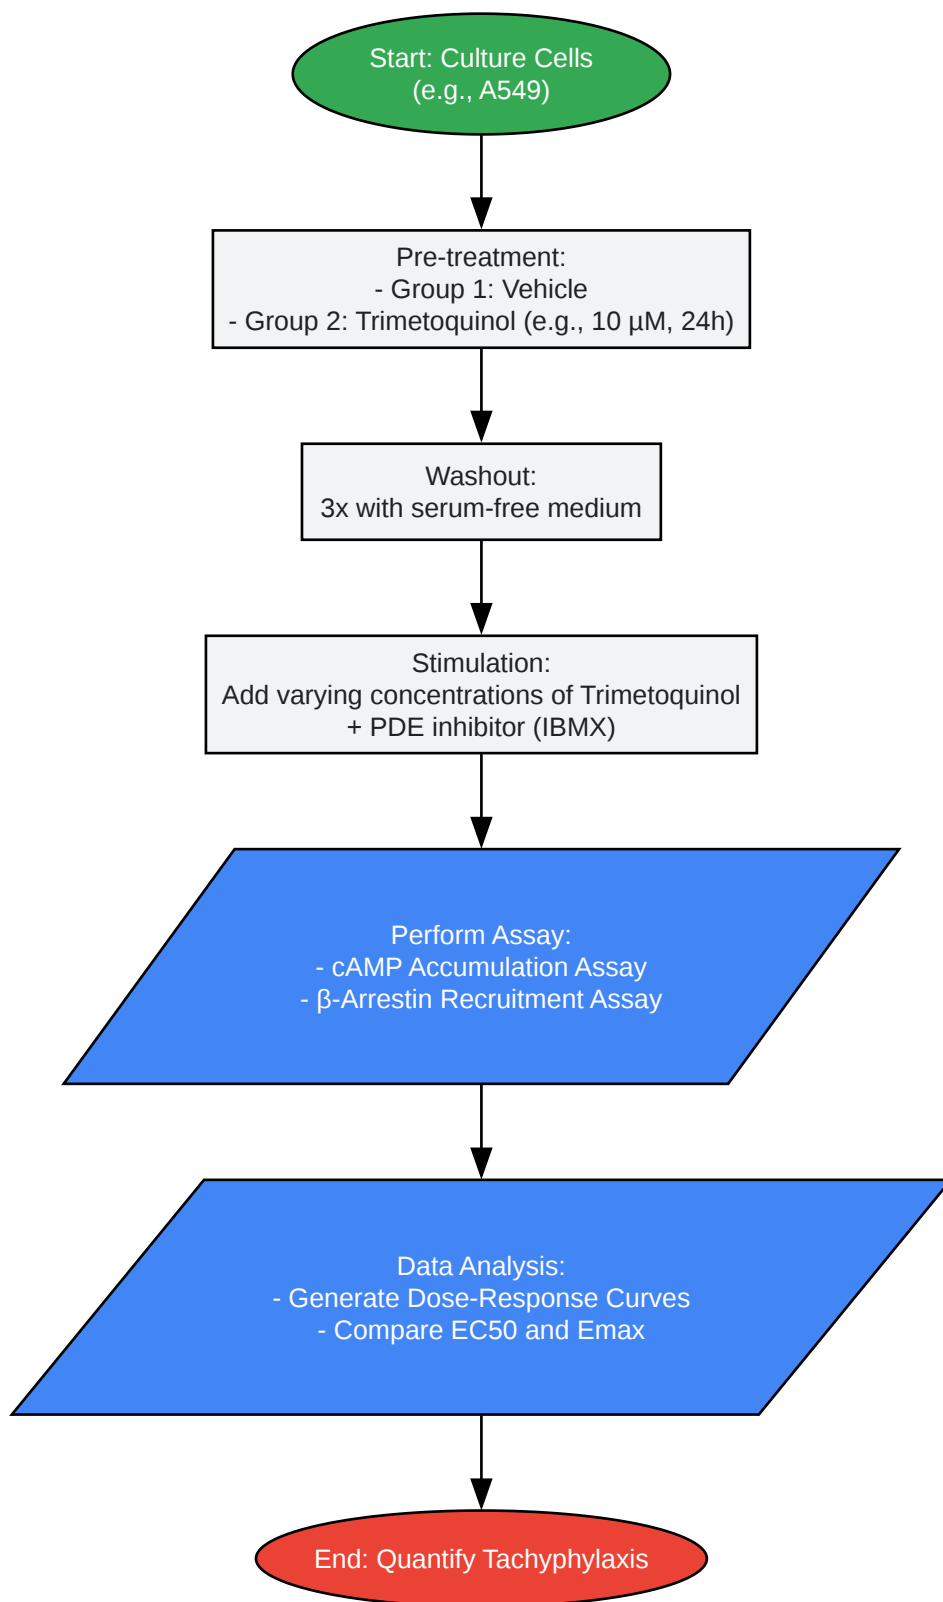 Start: Culture Cells
(e.g., A549)
Pre-treatment:
- Group 1: Vehicle
- Group 2: Trimetoquinol (e.g., 10 µM, 24h)
Washout:
3x with serum-free medium
Stimulation:
Add varying concentrations of Trimetoquinol
+ PDE inhibitor (IBMX)
Perform Assay:
- cAMP Accumulation Assay
- β-Arrestin Recruitment Assay
Data Analysis:
- Generate Dose-Response Curves
- Compare EC50 and Emax
End: Quantify Tachyphylaxis